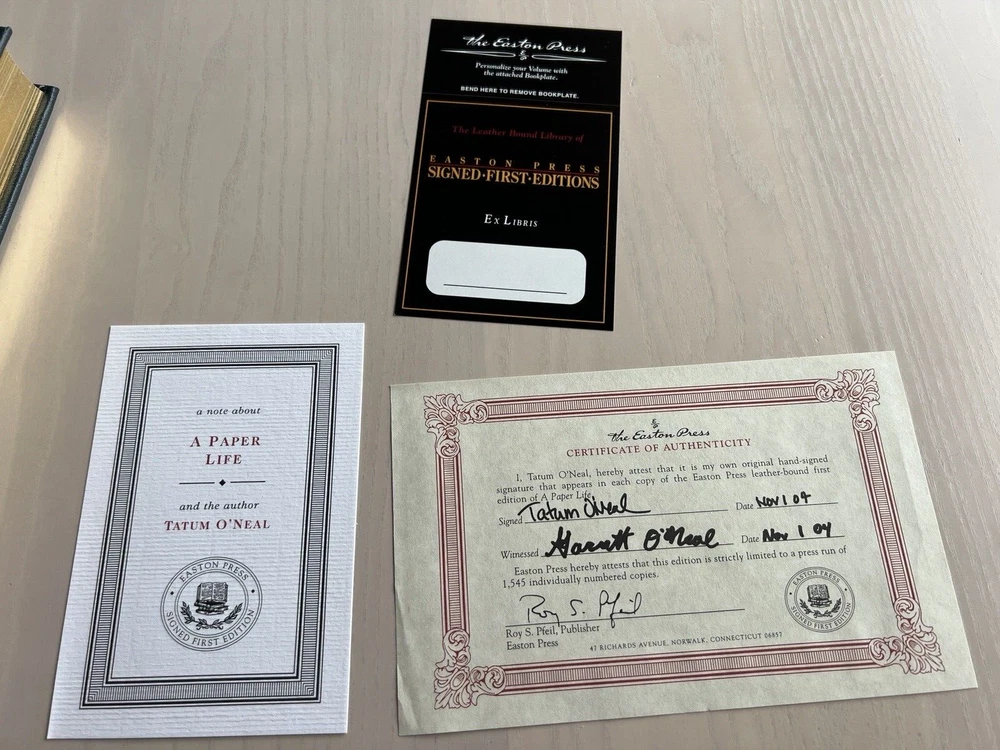 the Easton Press
Personalize your Volume with
the attached Bookplate.
BEND HERE TO REMOVE BOOKPLATE.
The Leather Bound Library of
EASTON PRESS
SIGNED·FIRST·EDITIONS
EX LIBRIS
a note about
A PAPER
LIFE
and the author
TATUM O'NEAL
EASTON PRESS
SIGNED FIRST EDITION
the Easton Press
CERTIFICATE OF AUTHENTICITY
I, Tatum O'Neal, hereby attest that it is my own original hand-signed
signature that appears in each copy of the Easton Press leather-bound first
edition of A Paper Life.
Signed Tatum O'Neal Date Nov 1 04
Witnessed O'Neal Date Nov 1 04
Easton Press hereby attests that this edition is strictly limited to a press run of
1,545 individually numbered copies.
Roy S. Pfeil
Roy S. Pfeil, Publisher
Easton Press
47 RICHARDS AVENUE, NORWALK, CONNECTICUT 06857
EASTON PRESS
SIGNED FIRST EDITION